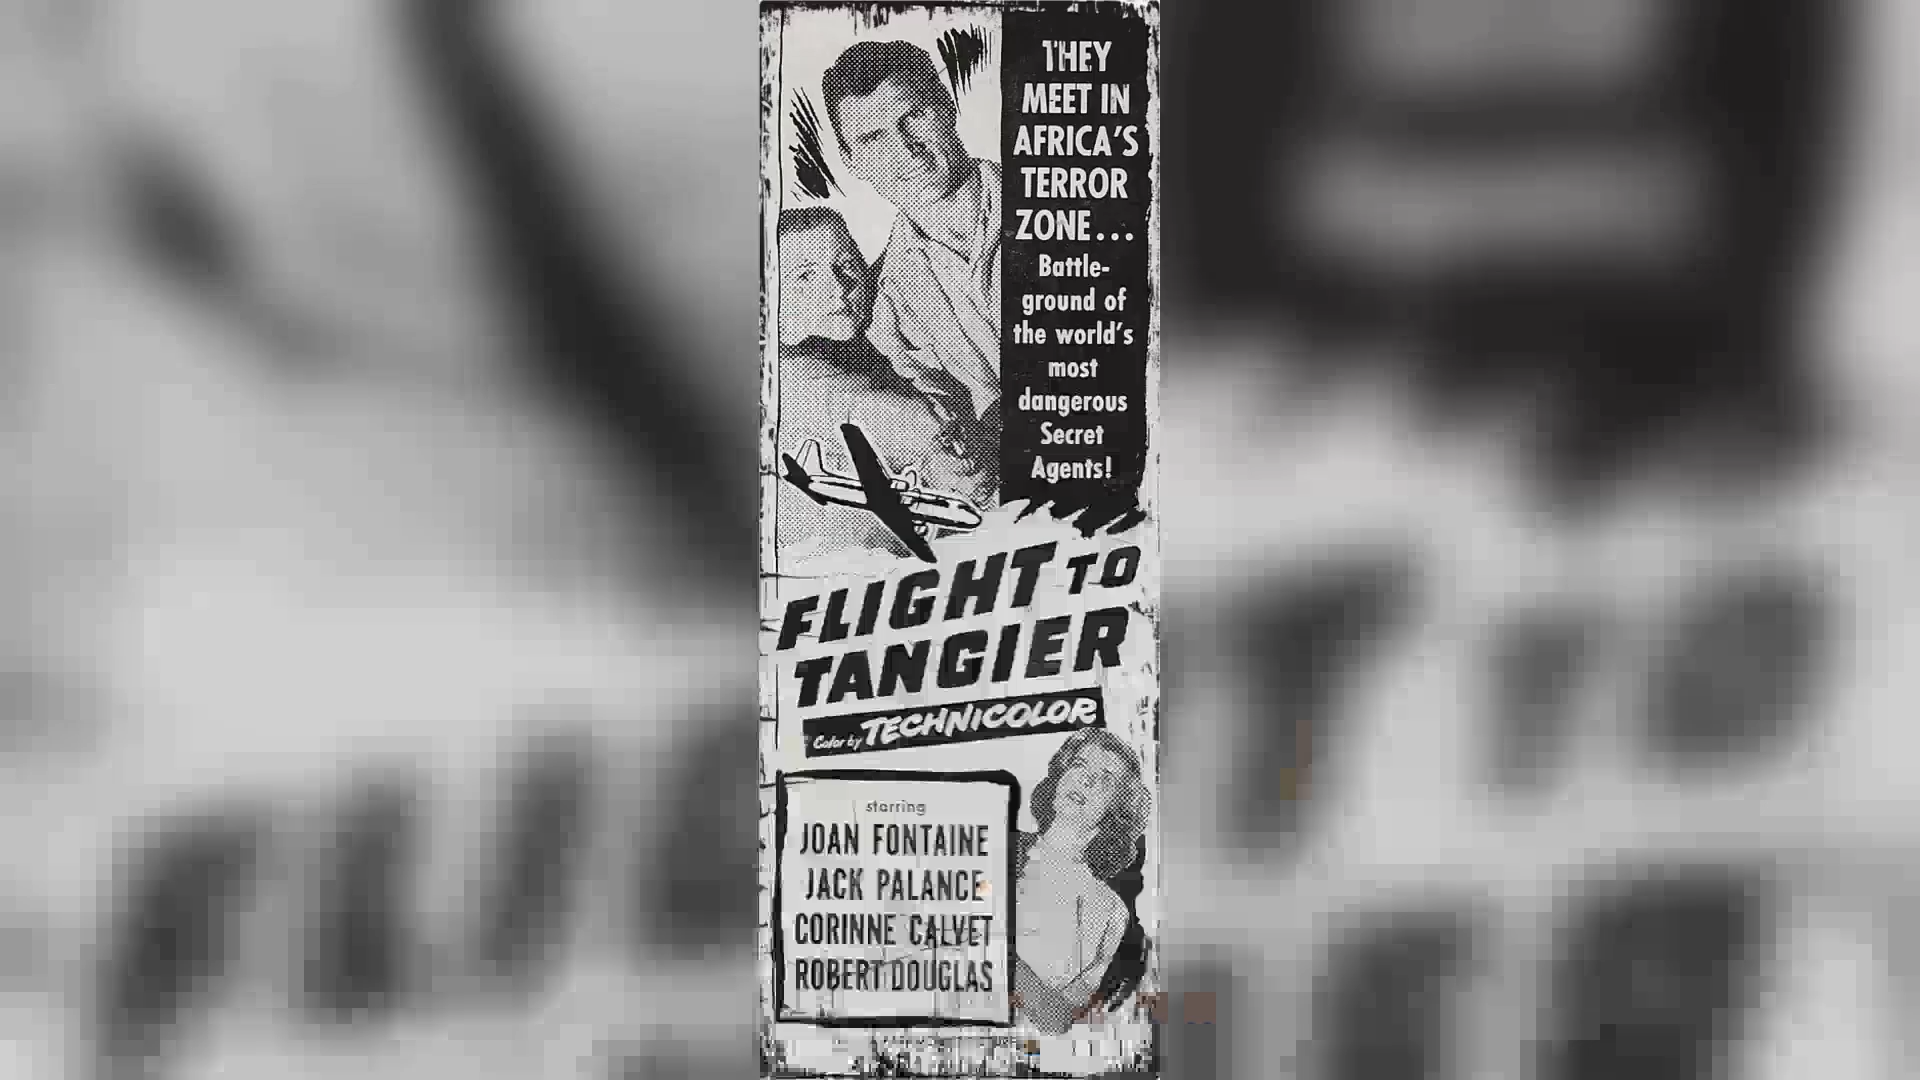 THEY
MEET IN
AFRICA'S
TERROR
ZONE...
Battle-
ground of
the world's
most
dangerous
Secret
Agents!
FLIGHT TO
TANGIER
Color by TECHNICOLOR
starring
JOAN FONTAINE
JACK PALANCE
CORINNE CALVET
ROBERT DOUGLAS